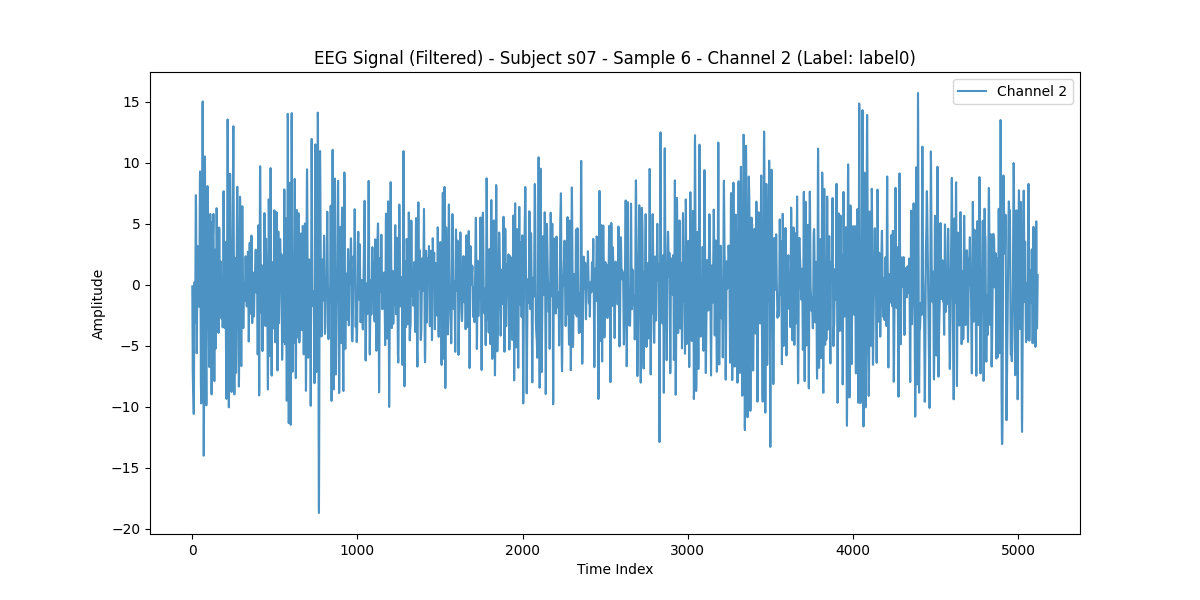 EEG Signal (Filtered) - Subject s07 - Sample 6 - Channel 2 (Label: label0)
Channel 2
15
10
5
0
−5
−10
−15
−20
Amplitude
0 1000 2000 3000 4000 5000
Time Index